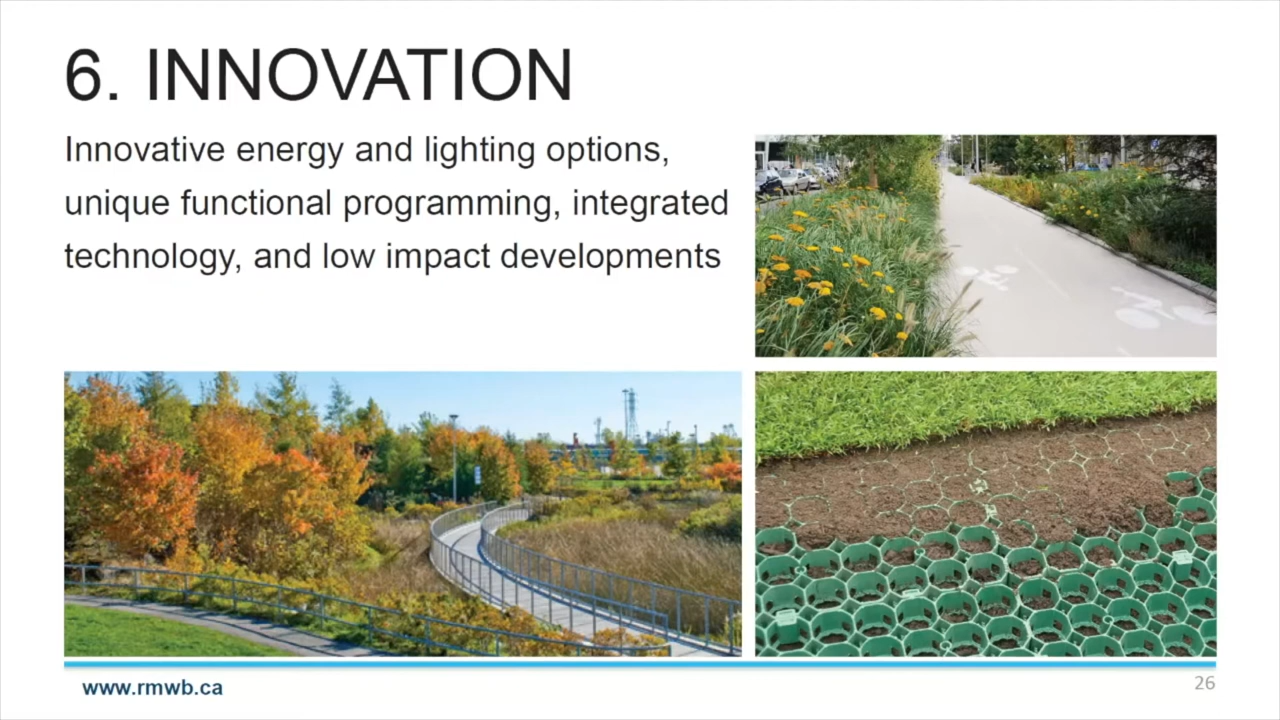 6. INNOVATION
Innovative energy and lighting options,
unique functional programming, integrated
technology, and low impact developments
www.rmwb.ca
26